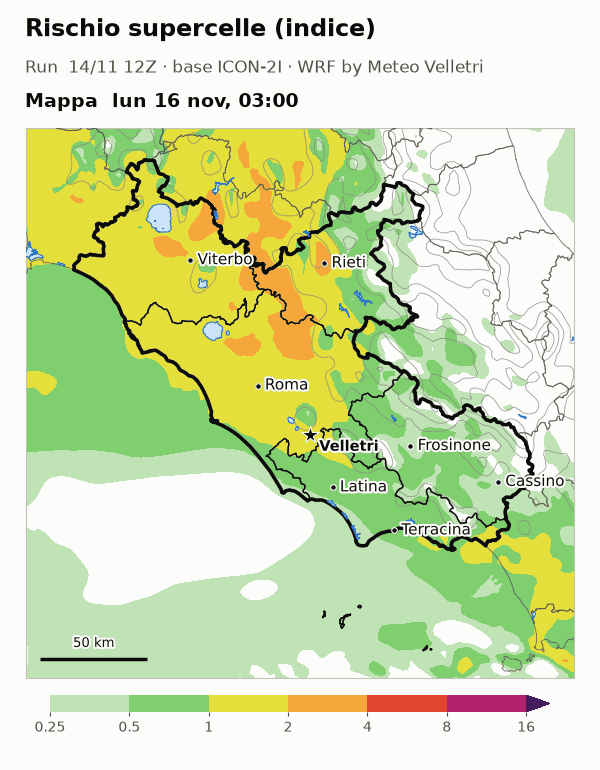 Rischio supercelle (indice)
Run 14/11 12Z · base ICON-2I · WRF by Meteo Velletri
Mappa lun 16 nov, 03:00
Viterbo
Rieti
Roma
Velletri
Frosinone
Cassino
Latina
Terracina
50 km
0.25 0.5 1 2 4 8 16